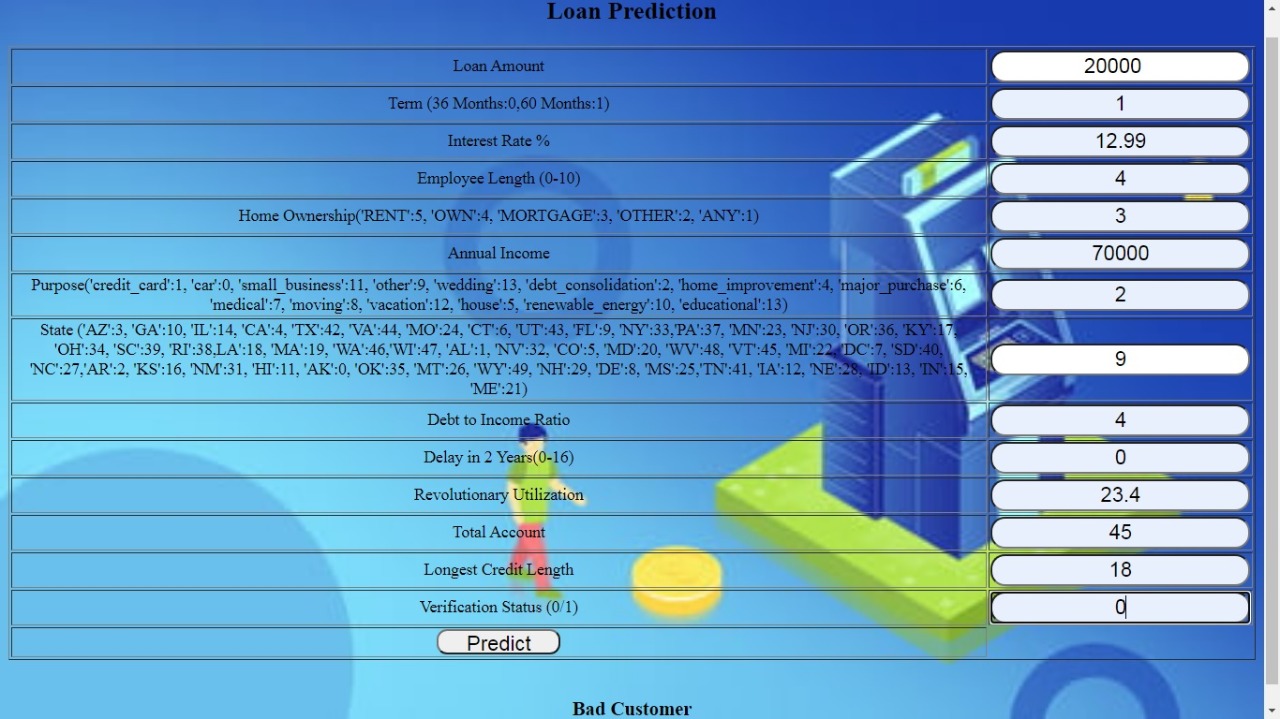 Loan Prediction
Loan Amount 20000
Term (36 Months:0,60 Months:1) 1
Interest Rate % 12.99
Employee Length (0-10) 4
Home Ownership('RENT':5, 'OWN':4, 'MORTGAGE':3, 'OTHER':2, 'ANY':1) 3
Annual Income 70000
Purpose('credit_card':1, 'car':0, 'small_business':11, 'other':9, 'wedding':13, 'debt_consolidation':2, 'home_improvement':4, 'major_purchase':6,
'medical':7, 'moving':8, 'vacation':12, 'house':5, 'renewable_energy':10, 'educational':13) 2
State ('AZ':3, 'GA':10, 'IL':14, 'CA':4, 'TX':42, 'VA':44, 'MO':24, 'CT':6, 'UT':43, 'FL':9, 'NY':33,'PA':37, 'MN':23, 'NJ':30, 'OR':36, 'KY':17,
'OH':34, 'SC':39, 'RI':38,LA':18, 'MA':19, 'WA':46,'WI':47, 'AL':1, 'NV':32, 'CO':5, 'MD':20, 'WV':48, 'VT':45, 'MI':22, 'DC':7, 'SD':40,
'NC':27,'AR':2, 'KS':16, 'NM':31, 'HI':11, 'AK':0, 'OK':35, 'MT':26, 'WY':49, 'NH':29, 'DE':8, 'MS':25,'TN':41, 'IA':12, 'NE':28, 'ID':13, 'IN':15,
'ME':21) 9
Debt to Income Ratio 4
Delay in 2 Years(0-16) 0
Revolutionary Utilization 23.4
Total Account 45
Longest Credit Length 18
Verification Status (0/1) 0
Predict
Bad Customer